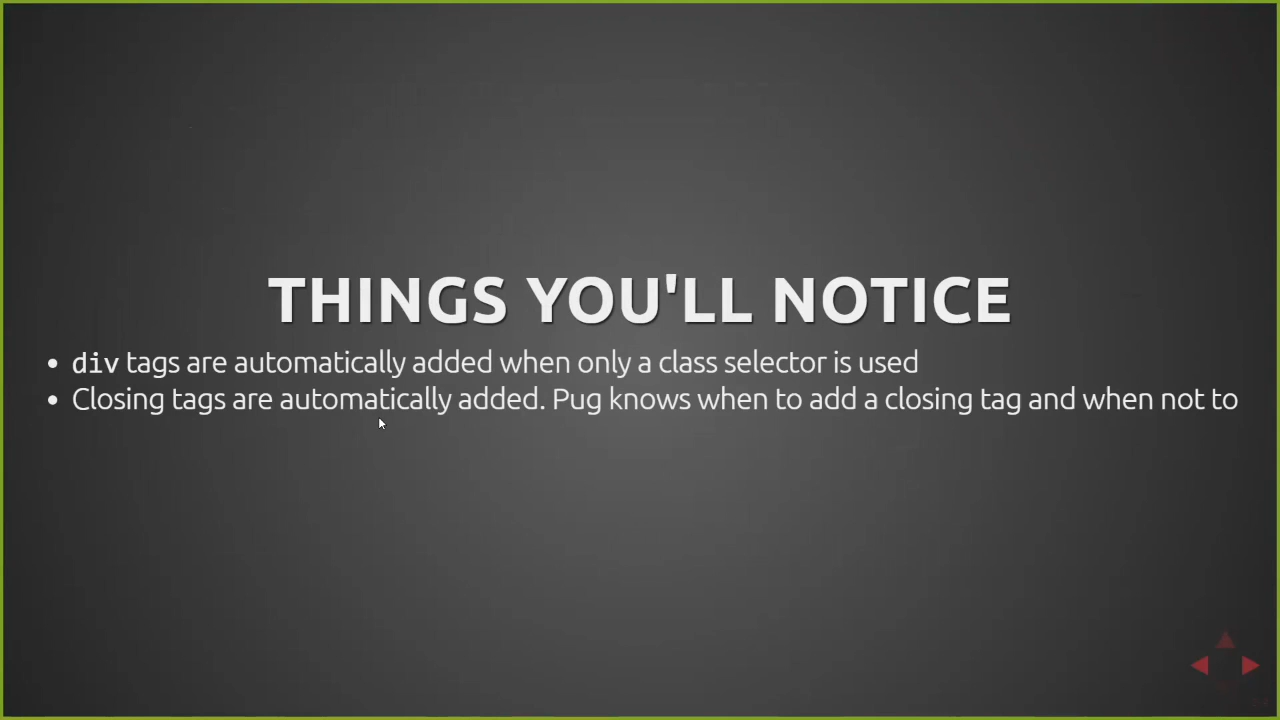 THINGS YOU'LL NOTICE
• div tags are automatically added when only a class selector is used
• Closing tags are automatically added. Pug knows when to add a closing tag and when not to